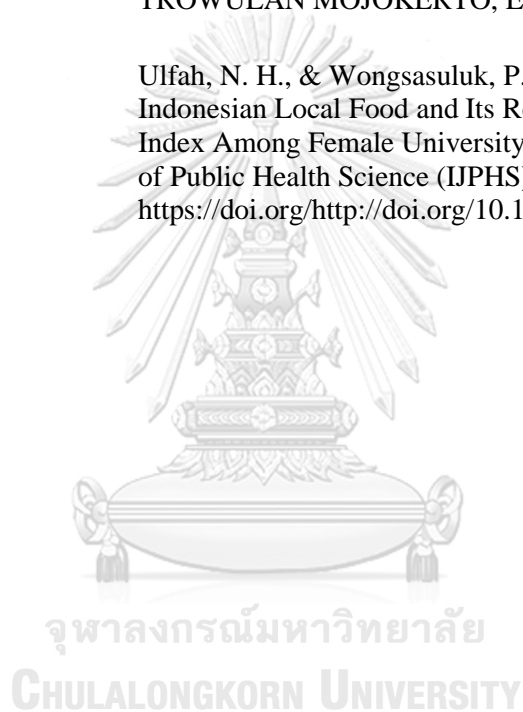 TROWULAN MOJOKERTO, E
Ulfah, N. H., & Wongsasuluk, P.
Indonesian Local Food and Its Re
Index Among Female University
of Public Health Science (IJPHS)
https://doi.org/http://doi.org/10.1
จุฬาลงกรณ์มหาวิทยาลัย
CHULALONGKORN UNIVERSITY